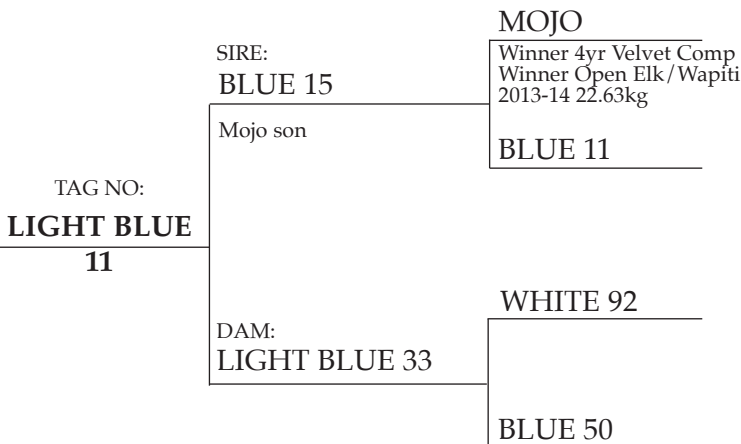 MOJO
Winner 4yr Velvet Comp
Winner Open Elk/Wapiti
2013-14 22.63kg
SIRE:
BLUE 15
Mojo son
BLUE 11
TAG NO:
LIGHT BLUE
11
WHITE 92
DAM:
LIGHT BLUE 33
BLUE 50